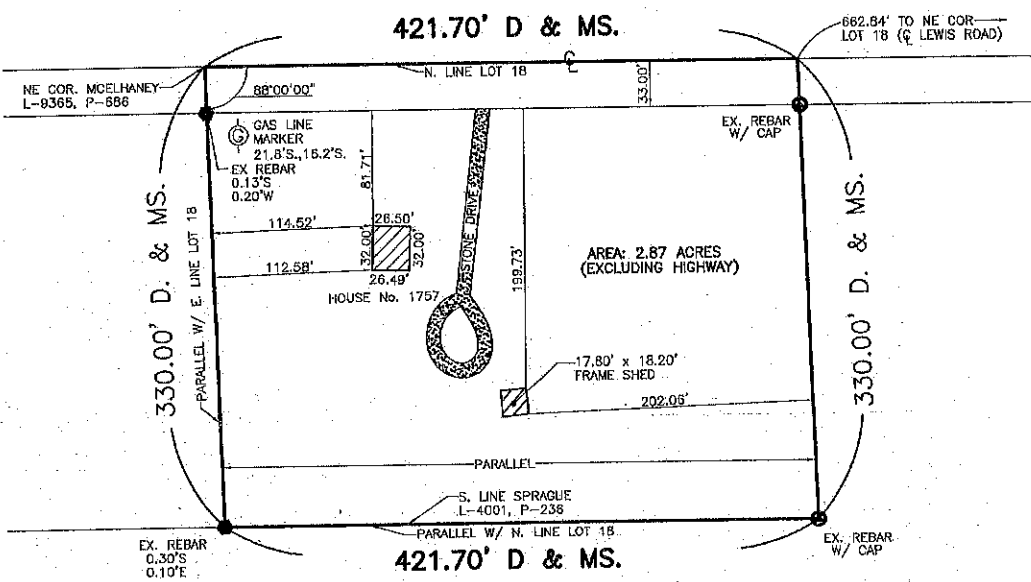 421.70' D & MS.
662.84' TO NE COR
LOT 18 (℄ LEWIS ROAD)
℄
N. LINE LOT 18
NE COR. MCELHANEY
L-9365, P-686
88°00'00"
33.00'
GAS LINE
MARKER
21.8'S.,16.2'S.
G
EX REBAR
0.13'S
0.20'W
EX. REBAR
W/ CAP
81.71'
STONE DRIVE
199.73'
330.00' D. & MS.
PARALLEL W/ E. LINE LOT 18
114.52'
26.50'
32.00'
32.00'
112.58'
26.49'
HOUSE No. 1757
AREA: 2.87 ACRES
(EXCLUDING HIGHWAY)
330.00' D. & MS.
17.80' x 18.20'
FRAME SHED
202.06'
PARALLEL
S. LINE SPRAGUE
L-4001, P-236
PARALLEL W/ N. LINE LOT 18
EX. REBAR
0.30'S
0.10'E
421.70' D & MS.
EX. REBAR
W/ CAP